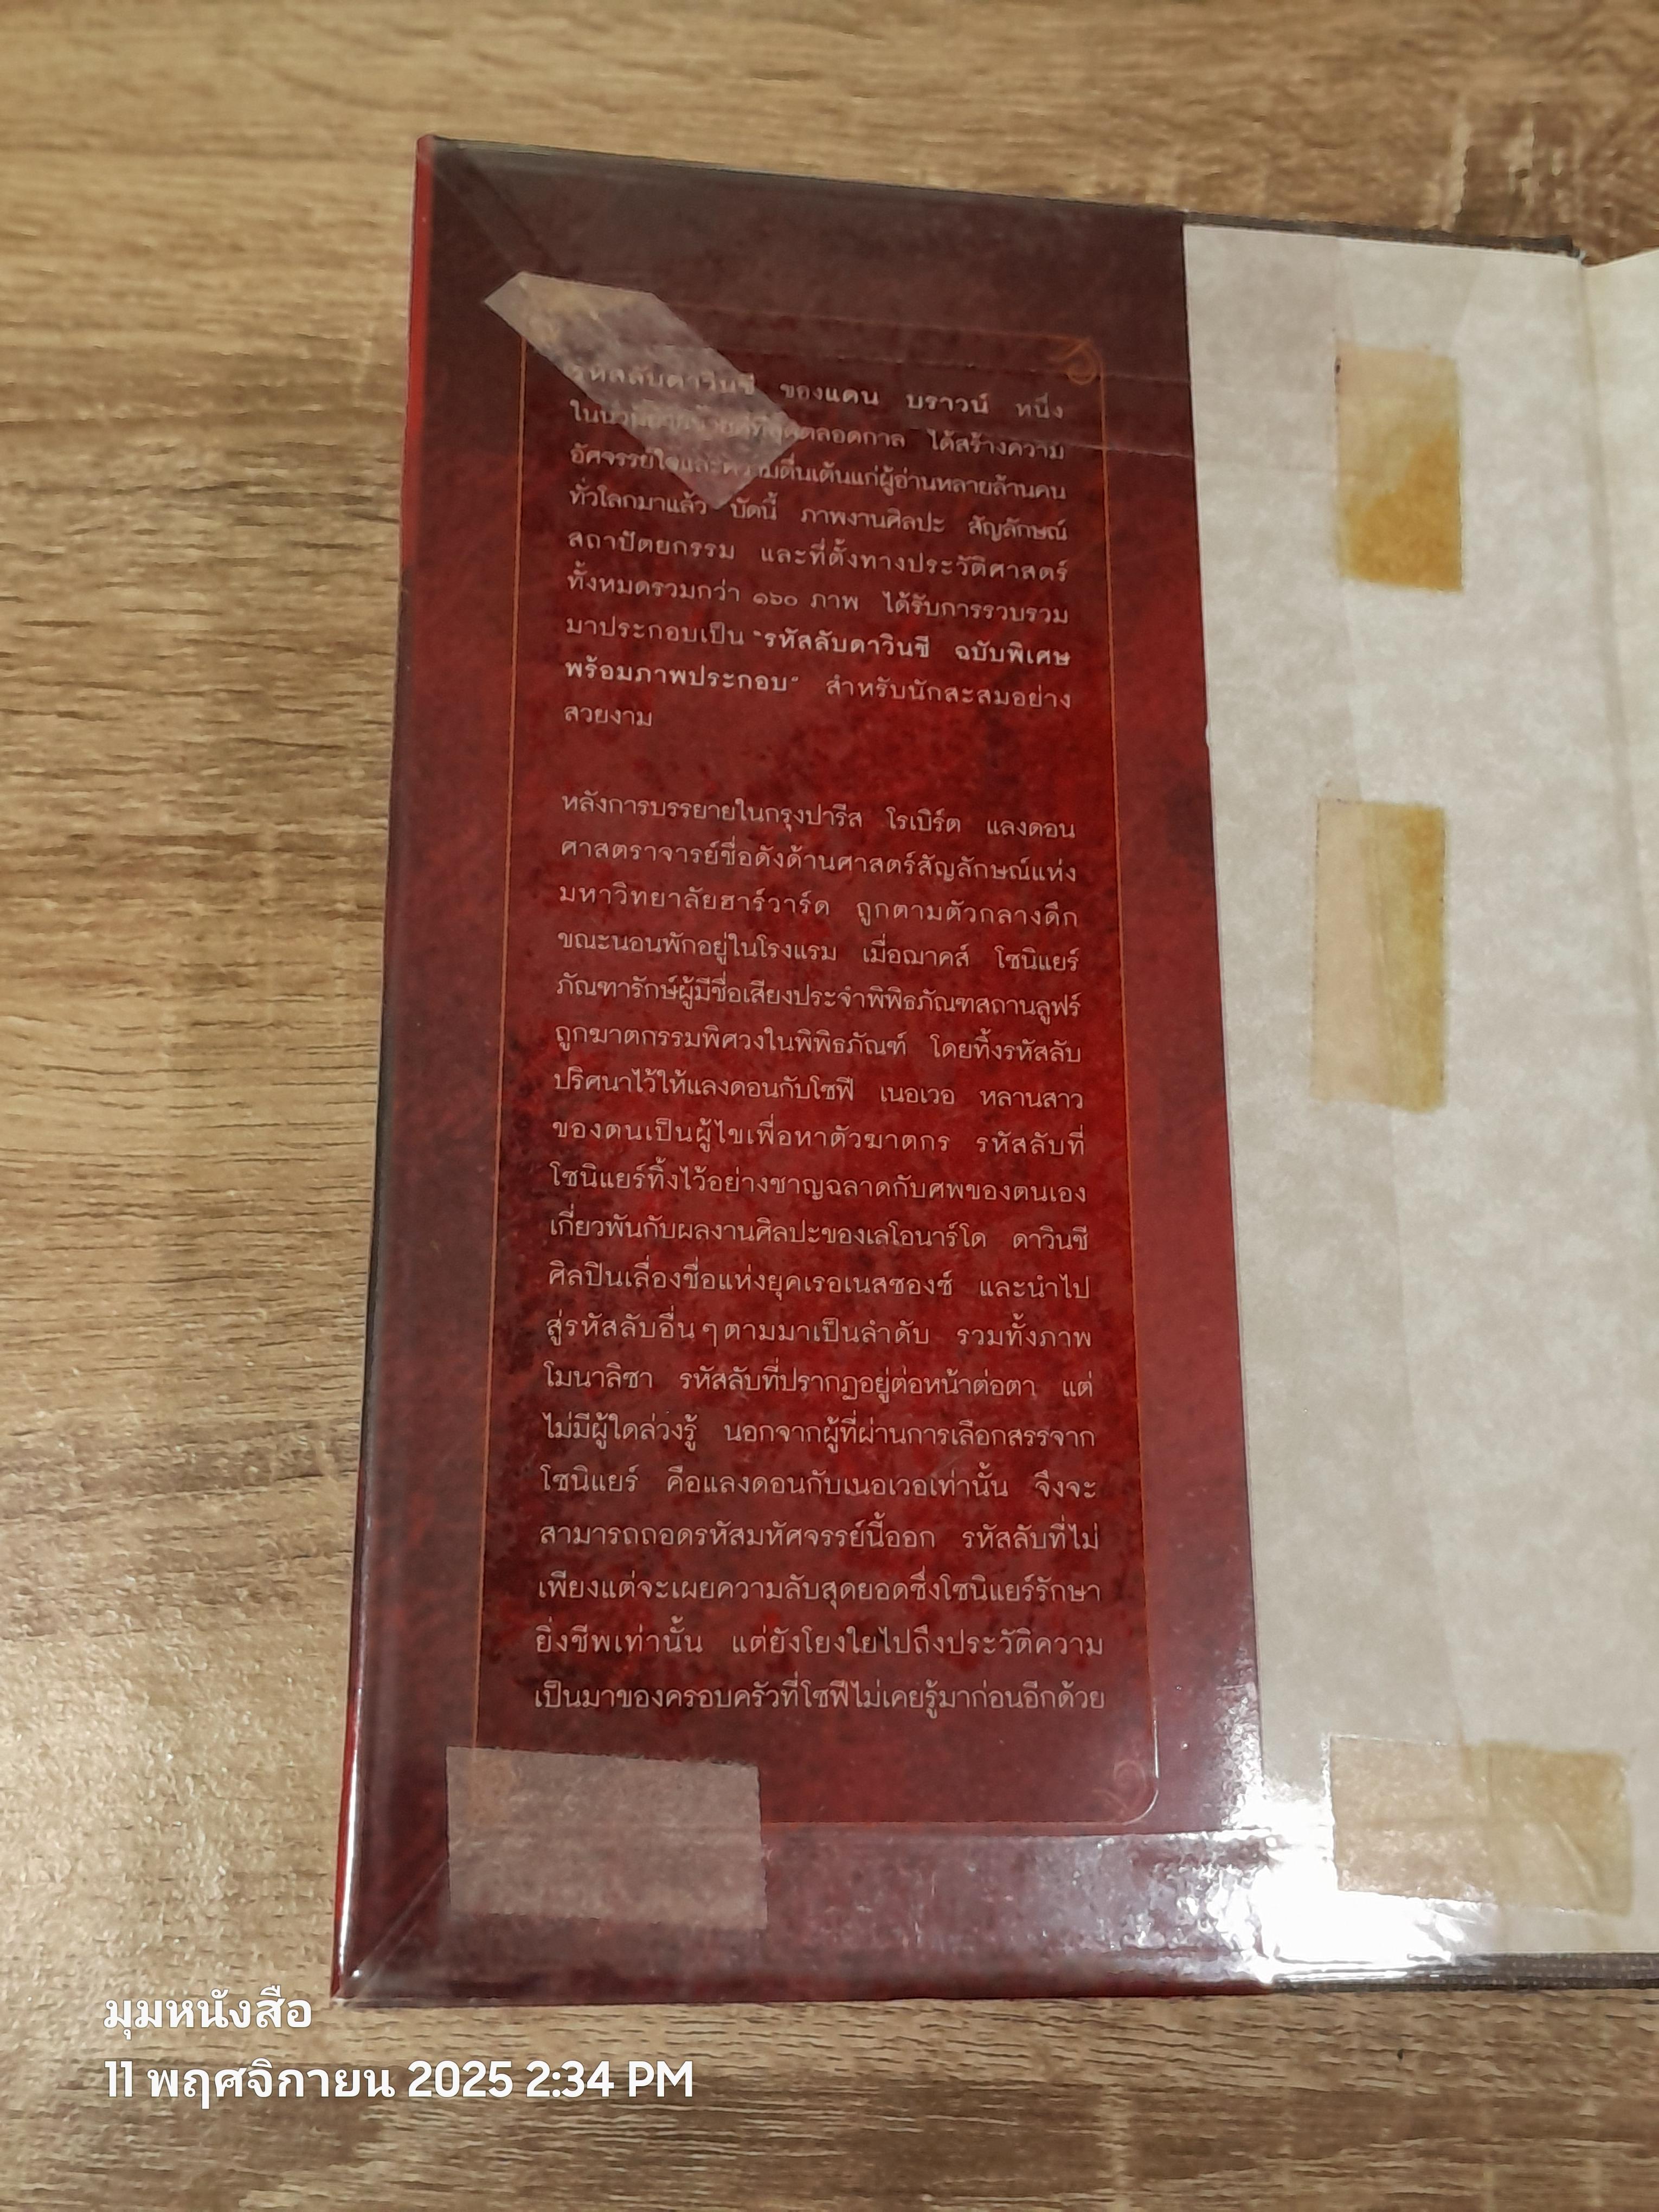 รหัสลับดาวินชี ของแดน บราวน์ หนึ่ง
ในนวนิยายขายดีที่สุดตลอดกาล ได้สร้างความ
อัศจรรย์ใจและความตื่นเต้นแก่ผู้อ่านหลายล้านคน
ทั่วโลกมาแล้ว บัดนี้ ภาพงานศิลปะ สัญลักษณ์
สถาปัตยกรรม และที่ตั้งทางประวัติศาสตร์
ทั้งหมดรวมกว่า ๑๖๐ ภาพ ได้รับการรวบรวม
มาประกอบเป็น "รหัสลับดาวินชี ฉบับพิเศษ
พร้อมภาพประกอบ" สำหรับนักสะสมอย่าง
สวยงาม
หลังการบรรยายในกรุงปารีส โรเบิร์ต แลงดอน
ศาสตราจารย์ชื่อดังด้านศาสตร์สัญลักษณ์แห่ง
มหาวิทยาลัยฮาร์วาร์ด ถูกตามตัวกลางดึก
ขณะนอนพักอยู่ในโรงแรม เมื่อฌาคส์ โซนิแยร์
ภัณฑารักษ์ผู้มีชื่อเสียงประจำพิพิธภัณฑสถานลูฟร์
ถูกฆาตกรรมพิศวงในพิพิธภัณฑ์ โดยทิ้งรหัสลับ
ปริศนาไว้ให้แลงดอนกับโซฟี เนอเวอ หลานสาว
ของตนเป็นผู้ไขเพื่อหาตัวฆาตกร รหัสลับที่
โซนิแยร์ทิ้งไว้อย่างชาญฉลาดกับศพของตนเอง
เกี่ยวพันกับผลงานศิลปะของเลโอนาร์โด ดาวินชี
ศิลปินเลื่องชื่อแห่งยุคเรอเนสซองซ์ และนำไป
สู่รหัสลับอื่นๆตามมาเป็นลำดับ รวมทั้งภาพ
โมนาลิซา รหัสลับที่ปรากฏอยู่ต่อหน้าต่อตา แต่
ไม่มีผู้ใดล่วงรู้ นอกจากผู้ที่ผ่านการเลือกสรรจาก
โซนิแยร์ คือแลงดอนกับเนอเวอเท่านั้น จึงจะ
สามารถถอดรหัสมหัศจรรย์นี้ออก รหัสลับที่ไม่
เพียงแต่จะเผยความลับสุดยอดซึ่งโซนิแยร์รักษา
ยิ่งชีพเท่านั้น แต่ยังโยงใยไปถึงประวัติความ
เป็นมาของครอบครัวที่โซฟีไม่เคยรู้มาก่อนอีกด้วย
มุมหนังสือ
11 พฤศจิกายน 2025 2:34 PM